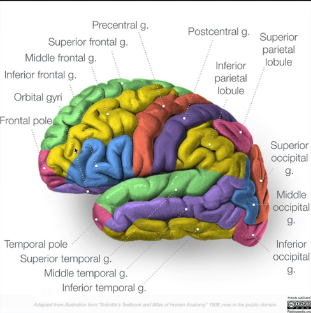 Precentral g.
Superior frontal g.
Middle frontal g.
Inferior frontal g.
Orbital gyri
Frontal pole
Postcentral g.
Superior
parietal
lobule
Inferior
parietal
lobule
Superior
occipital
g.
Middle
occipital
g.
Inferior
occipital
g.
Temporal pole
Superior temporal g.
Middle temporal g.
Inferior temporal g.
Adapted from illustration from "Sobotta's Textbook and Atlas of Human Anatomy" 1908, now in the public domain